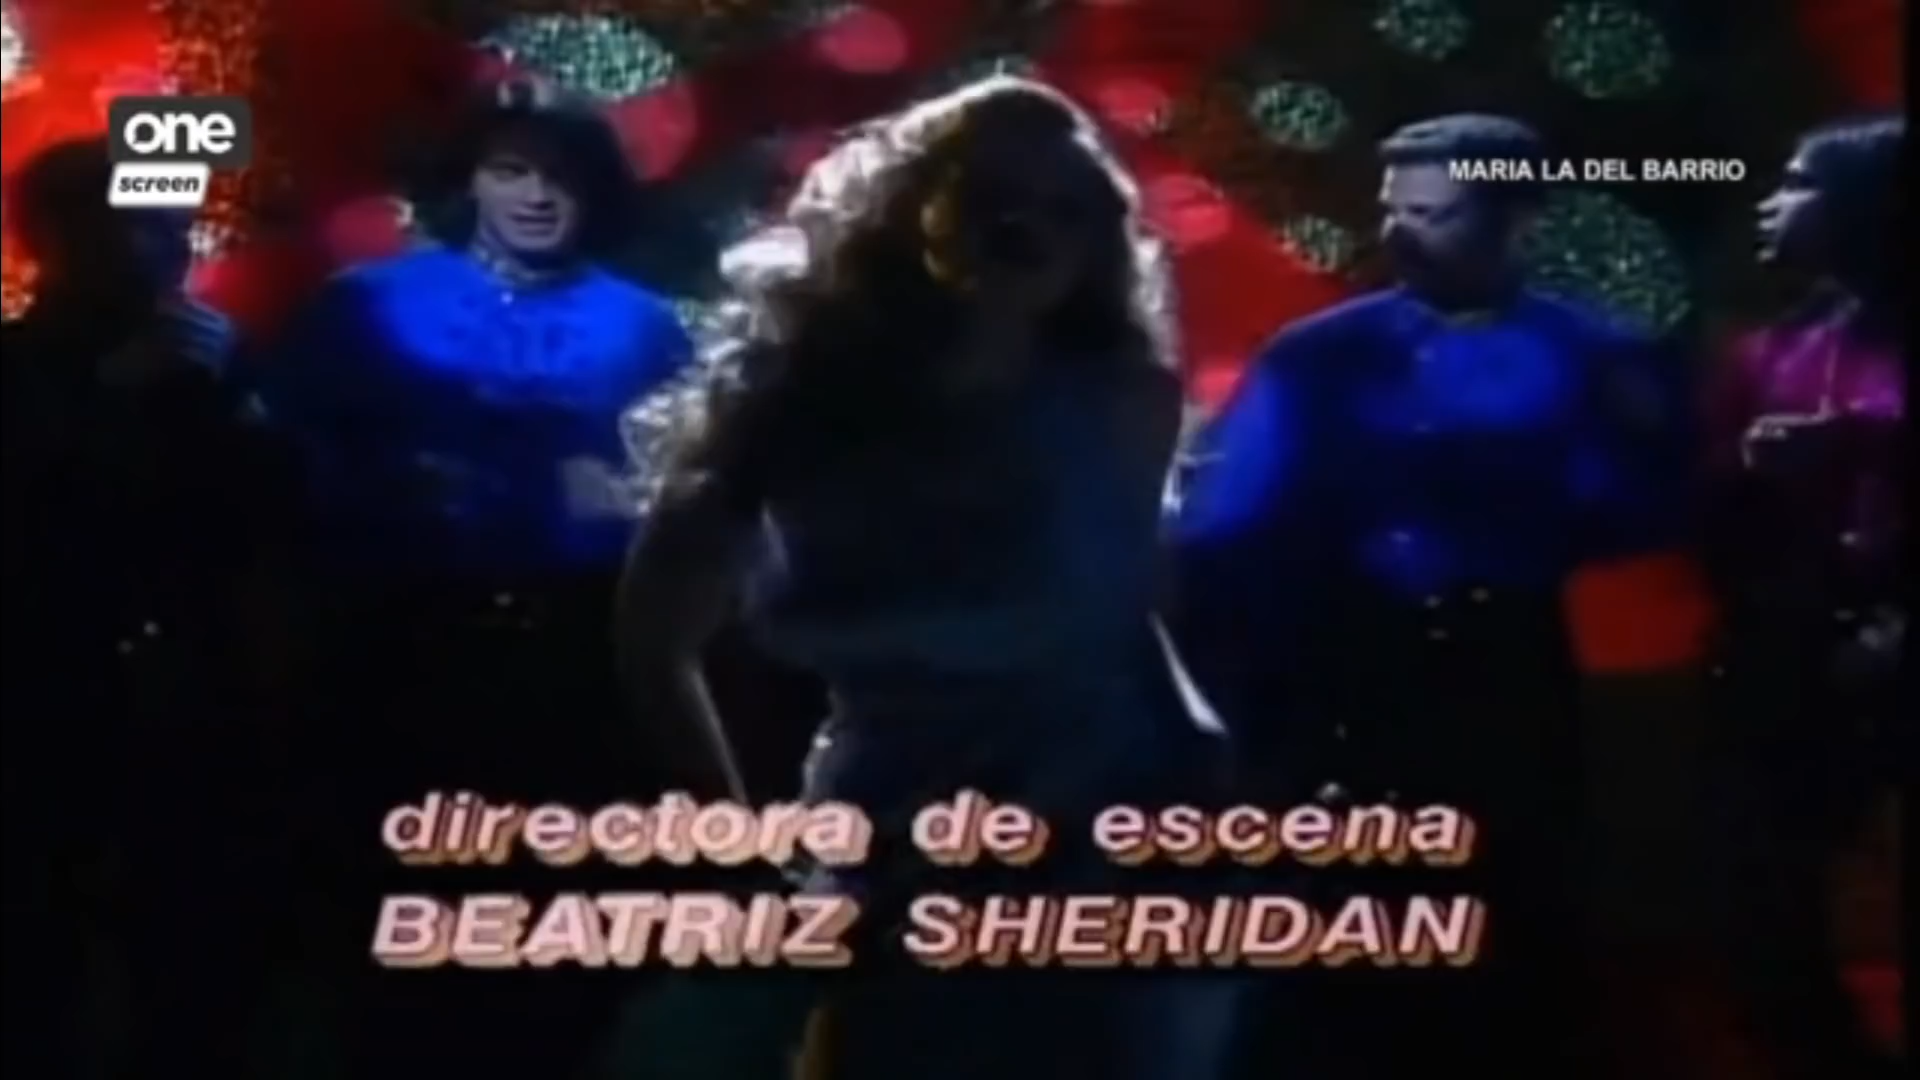 one
screen
MARIA LA DEL BARRIO
directora de escena
BEATRIZ SHERIDAN